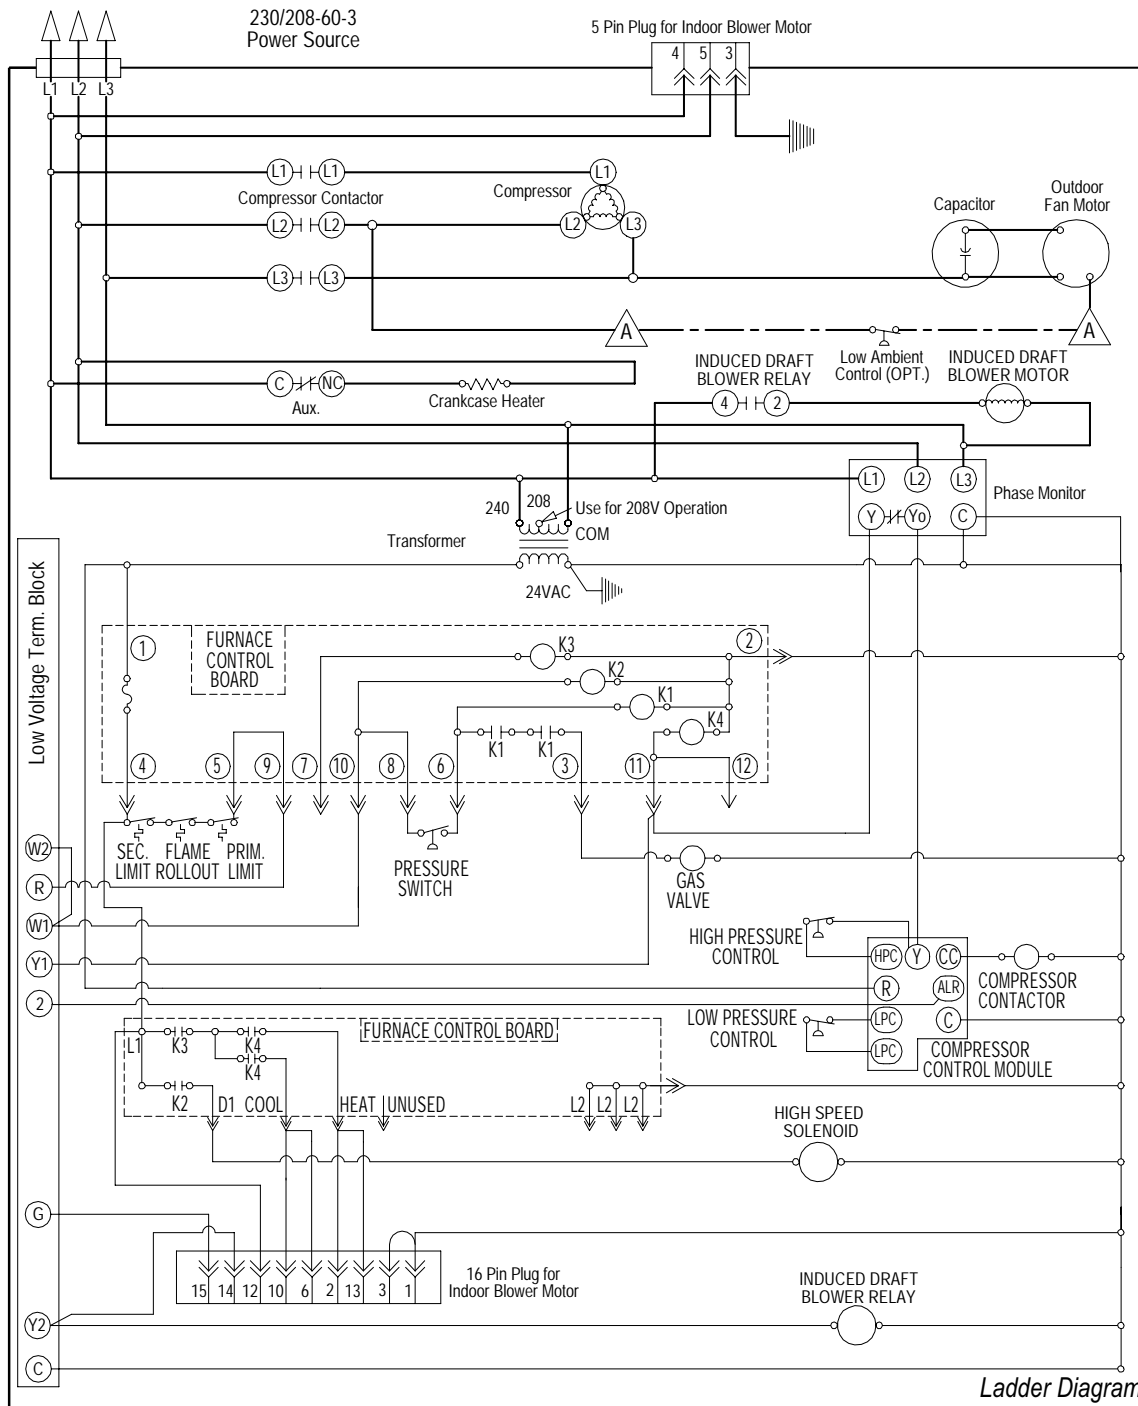 230/208-60-3
Power Source
5 Pin Plug for Indoor Blower Motor
4 5 3
L1 L2 L3
L1 L1
L1
Compressor Contactor
Compressor
L2 L2
L2 L3
Capacitor
Outdoor
Fan Motor
L3 L3
A
A
Low Ambient
Control (OPT.)
INDUCED DRAFT
BLOWER RELAY
INDUCED DRAFT
BLOWER MOTOR
C NC
Aux.
Crankcase Heater
4 2
L1 L2 L3
Phase Monitor
Y Yo C
240 208
Use for 208V Operation
COM
Transformer
24VAC
Low Voltage Term. Block
FURNACE
CONTROL
BOARD
1
2
K3
K2
K1
K4
K1 K1
4 5 9 7 10 8 6 3 11 12
SEC. FLAME PRIM.
LIMIT ROLLOUT LIMIT
PRESSURE
SWITCH
GAS
VALVE
W2
R
W1
Y1
2
HIGH PRESSURE
CONTROL
HPC Y CC
COMPRESSOR
CONTACTOR
R ALR
LOW PRESSURE
CONTROL
LPC C
LPC
COMPRESSOR
CONTROL MODULE
FURNACE CONTROL BOARD
L1 K3 K4
K4
K2
D1 COOL HEAT UNUSED L2 L2 L2
HIGH SPEED
SOLENOID
G
15 14 12 10 6 2 13 3 1
16 Pin Plug for
Indoor Blower Motor
INDUCED DRAFT
BLOWER RELAY
Y2
C
Ladder Diagram